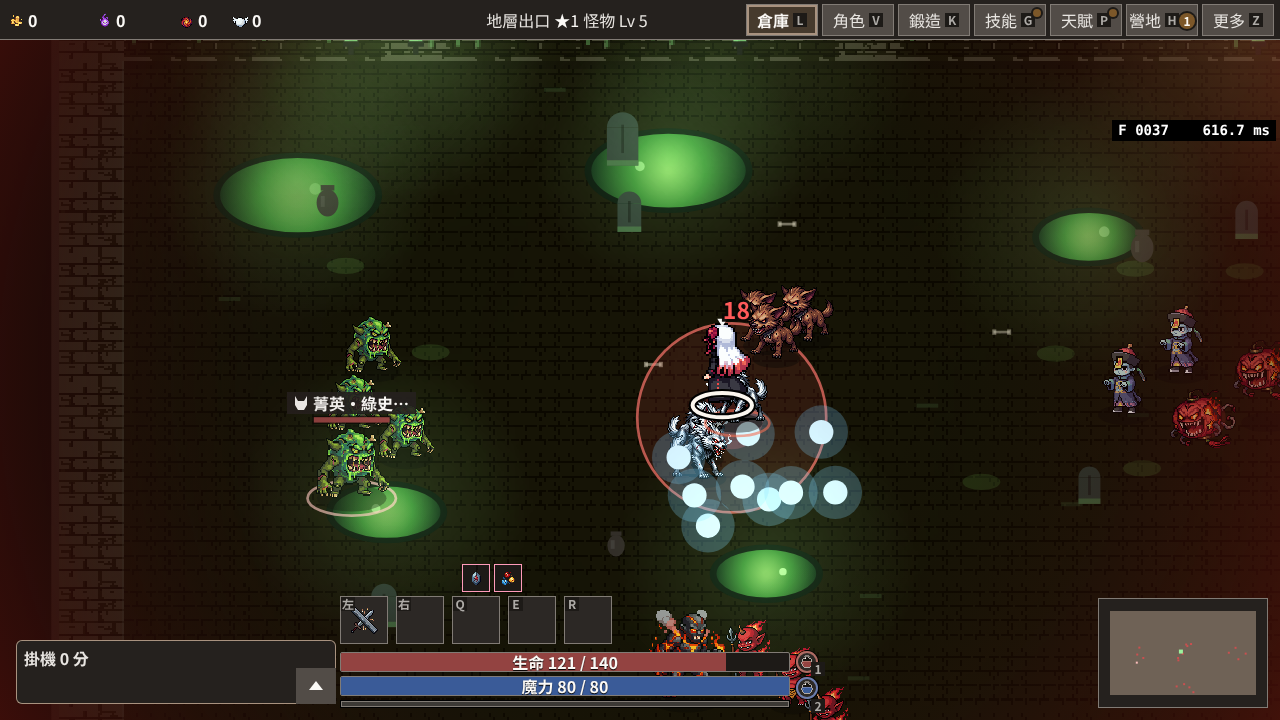 0
0
0
0
地層出口 ★1 怪物 Lv 5
倉庫 L
角色 V
鍛造 K
技能 G
天賦 P
營地 H 1
更多 Z
F 0037 616.7 ms
18
菁英·綠史…
左
右
Q
E
R
掛機 0 分
生命 121 / 140
1
魔力 80 / 80
2